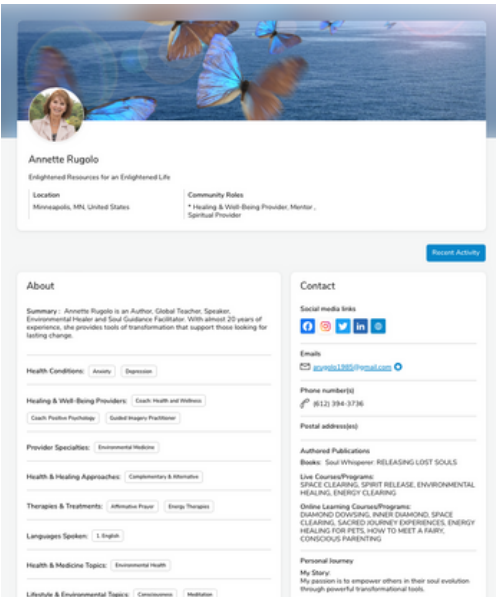 Annette Rugolo
Enlightened Resources for an Enlightened Life
Location
Minneapolis, MN, United States
Community Roles
* Healing & Well-Being Provider, Mentor ,
Spiritual Provider
Recent Activity
About
Summary : Annette Rugolo is an Author, Global Teacher, Speaker,
Environmental Healer and Soul Guidance Facilitator. With almost 20 years of
experience, she provides tools of transformation that support those looking for
lasting change.
Health Conditions: Anxiety Depression
Healing & Well-Being Providers: Coach: Health and Wellness
Coach: Positive Psychology Guided Imagery Practitioner
Provider Specialties: Environmental Medicine
Health & Healing Approaches: Complementary & Alternative
Therapies & Treatments: Affirmative Prayer Energy Therapies
Languages Spoken: 1. English
Health & Medicine Topics: Environmental Health
Lifestyle & Environmental Topics: Consciousness Meditation
Contact
Social media links
Emails
arugolo1985@gmail.com
Phone number(s)
(612) 394-3736
Postal address(es)
Authored Publications
Books: Soul Whisperer: RELEASING LOST SOULS
Live Courses/Programs:
SPACE CLEARING, SPIRIT RELEASE, ENVIRONMENTAL
HEALING, ENERGY CLEARING
Online Learning Courses/Programs:
DIAMOND DOWSING, INNER DIAMOND, SPACE
CLEARING, SACRED JOURNEY EXPERIENCES, ENERGY
HEALING FOR PETS, HOW TO MEET A FAIRY,
CONSCIOUS PARENTING
Personal Journey
My Story:
My passion is to empower others in their soul evolution
through powerful transformational tools.